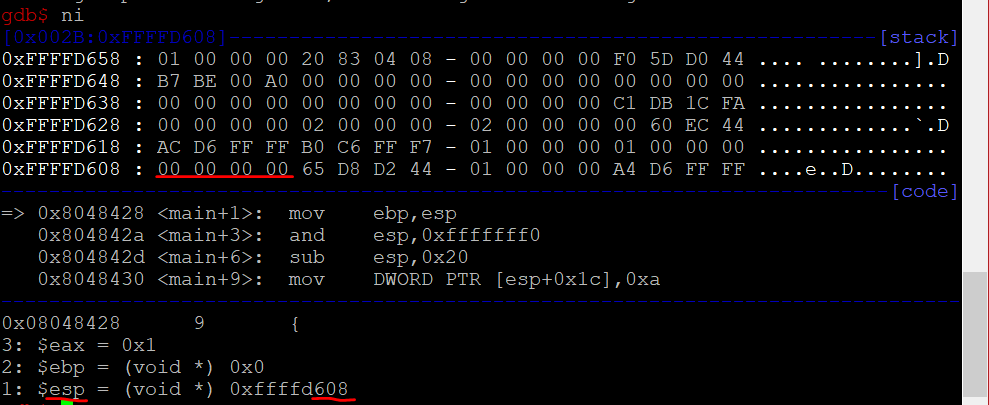 gdb$ ni
[0x002B:0xFFFFD608]------------------------------------------------------[stack]
0xFFFFD658 : 01 00 00 00 20 83 04 08 - 00 00 00 00 F0 5D D0 44 .... ........].D
0xFFFFD648 : B7 BE 00 A0 00 00 00 00 - 00 00 00 00 00 00 00 00 ................
0xFFFFD638 : 00 00 00 00 00 00 00 00 - 00 00 00 00 C1 DB 1C FA ................
0xFFFFD628 : 00 00 00 00 02 00 00 00 - 02 00 00 00 00 60 EC 44 .............`.D
0xFFFFD618 : AC D6 FF FF B0 C6 FF F7 - 01 00 00 00 01 00 00 00 ................
0xFFFFD608 : 00 00 00 00 65 D8 D2 44 - 01 00 00 00 A4 D6 FF FF ....e..D........
--------------------------------------------------------------------------[code]
=> 0x8048428 <main+1>: mov    ebp,esp
   0x804842a <main+3>: and    esp,0xfffffff0
   0x804842d <main+6>: sub    esp,0x20
   0x8048430 <main+9>: mov    DWORD PTR [esp+0x1c],0xa
--------------------------------------------------------------------------------
0x08048428      9       {
3: $eax = 0x1
2: $ebp = (void *) 0x0
1: $esp = (void *) 0xffffd608